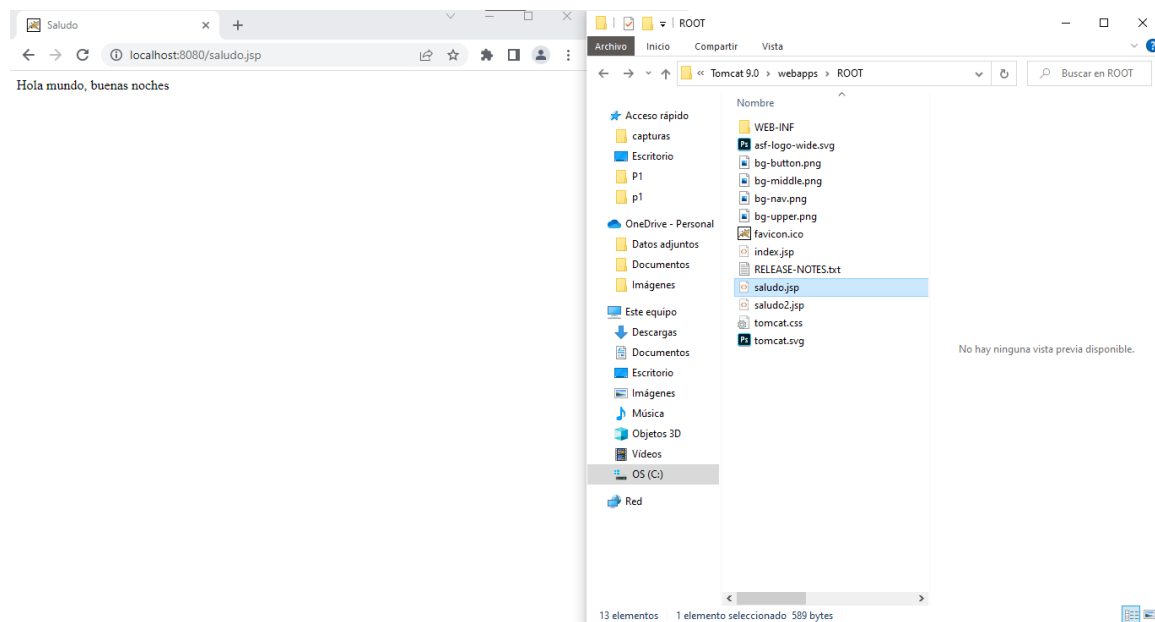 Saludo
localhost:8080/saludo.jsp
Hola mundo, buenas noches
ROOT
Archivo Inicio Compartir Vista
« Tomcat 9.0 › webapps › ROOT
Buscar en ROOT
Acceso rápido
capturas
Escritorio
P1
p1
OneDrive - Personal
Datos adjuntos
Documentos
Imágenes
Este equipo
Descargas
Documentos
Escritorio
Imágenes
Música
Objetos 3D
Vídeos
OS (C:)
Red
Nombre
WEB-INF
asf-logo-wide.svg
bg-button.png
bg-middle.png
bg-nav.png
bg-upper.png
favicon.ico
index.jsp
RELEASE-NOTES.txt
saludo.jsp
saludo2.jsp
tomcat.css
tomcat.svg
No hay ninguna vista previa disponible.
13 elementos 1 elemento seleccionado 589 bytes